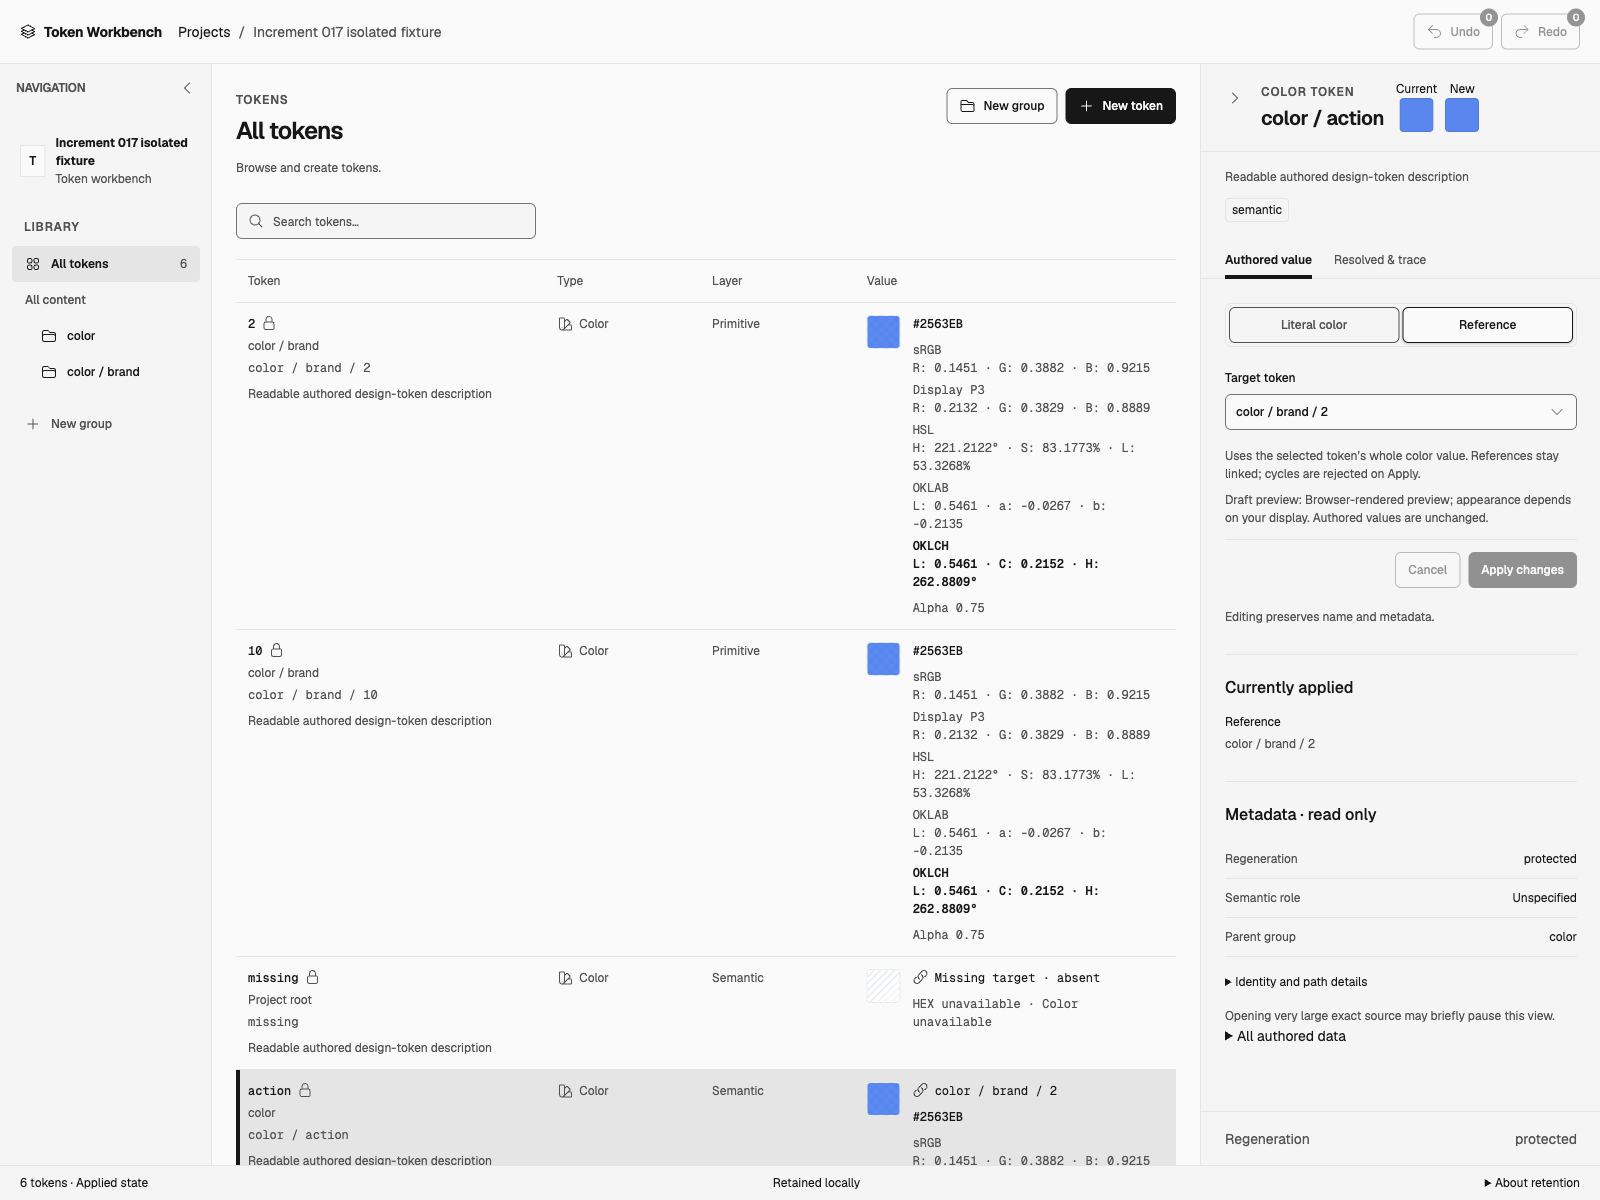 Token Workbench
Projects / Increment 017 isolated fixture
Undo
0
Redo
0
NAVIGATION
T
Increment 017 isolated
fixture
Token workbench
LIBRARY
All tokens 6
All content
color
color / brand
New group
TOKENS
All tokens
Browse and create tokens.
New group
New token
Search tokens…
Token Type Layer Value
2 Color Primitive #2563EB
color / brand
color / brand / 2
Readable authored design-token description
sRGB
R: 0.1451 · G: 0.3882 · B: 0.9215
Display P3
R: 0.2132 · G: 0.3829 · B: 0.8889
HSL
H: 221.2122° · S: 83.1773% · L:
53.3268%
OKLAB
L: 0.5461 · a: -0.0267 · b:
-0.2135
OKLCH
L: 0.5461 · C: 0.2152 · H:
262.8809°
Alpha 0.75
10 Color Primitive #2563EB
color / brand
color / brand / 10
Readable authored design-token description
sRGB
R: 0.1451 · G: 0.3882 · B: 0.9215
Display P3
R: 0.2132 · G: 0.3829 · B: 0.8889
HSL
H: 221.2122° · S: 83.1773% · L:
53.3268%
OKLAB
L: 0.5461 · a: -0.0267 · b:
-0.2135
OKLCH
L: 0.5461 · C: 0.2152 · H:
262.8809°
Alpha 0.75
missing Color Semantic Missing target · absent
Project root
missing
Readable authored design-token description
HEX unavailable · Color
unavailable
action Color Semantic color / brand / 2
color
color / action
Readable authored design-token description
#2563EB
sRGB
R: 0.1451 · G: 0.3882 · B: 0.9215
COLOR TOKEN
color / action
Current New
Readable authored design-token description
semantic
Authored value Resolved & trace
Literal color Reference
Target token
color / brand / 2
Uses the selected token's whole color value. References stay
linked; cycles are rejected on Apply.
Draft preview: Browser-rendered preview; appearance depends
on your display. Authored values are unchanged.
Cancel Apply changes
Editing preserves name and metadata.
Currently applied
Reference
color / brand / 2
Metadata · read only
Regeneration protected
Semantic role Unspecified
Parent group color
Identity and path details
Opening very large exact source may briefly pause this view.
All authored data
Regeneration protected
6 tokens · Applied state
Retained locally
About retention